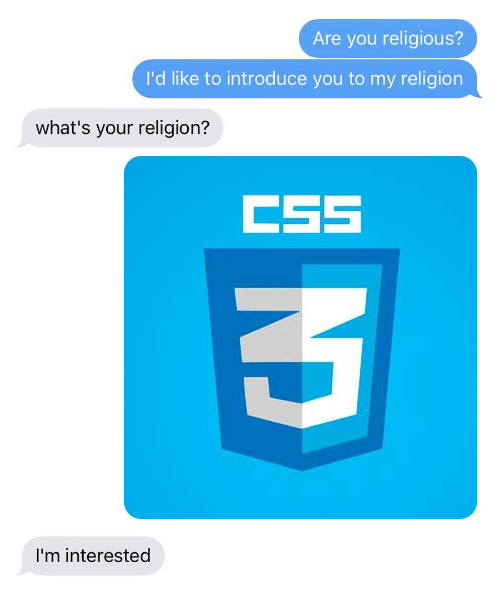 Are you religious?
I'd like to introduce you to my religion
what's your religion?
CSS
3
I'm interested